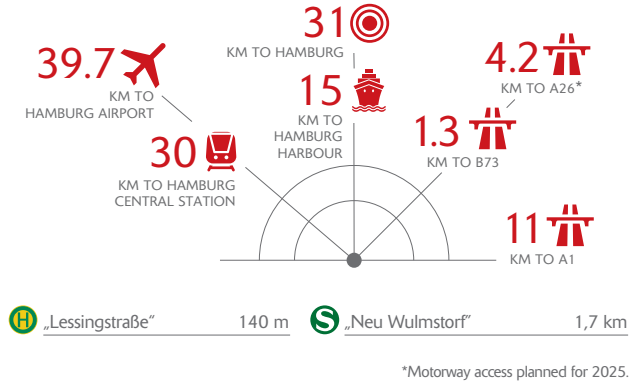 31
KM TO HAMBURG
39.7
KM TO
HAMBURG AIRPORT
15
KM TO
HAMBURG
HARBOUR
4.2
KM TO A26*
30
KM TO HAMBURG
CENTRAL STATION
1.3
KM TO B73
11
KM TO A1
H „Lessingstraße“ 140 m
S „Neu Wulmstorf“ 1,7 km
*Motorway access planned for 2025.